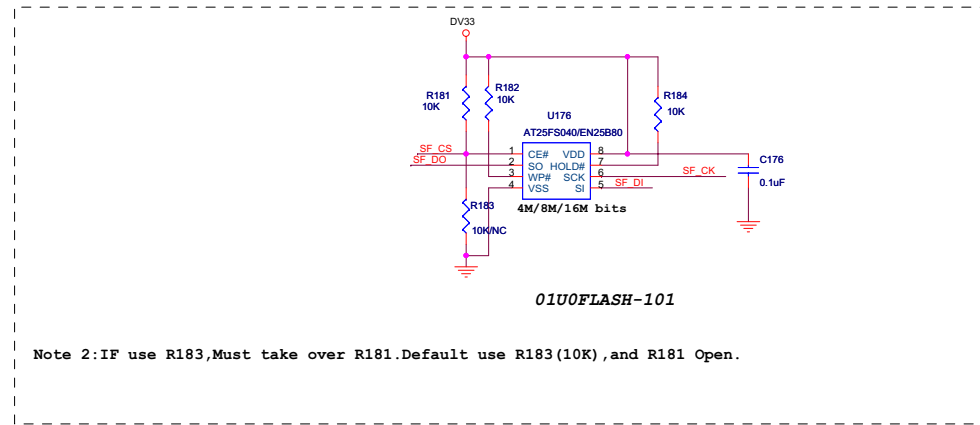 DV33
R181
10K
R182
10K
R184
10K
U176
AT25FS040/EN25B80
SF_CS
SF_DO
1 CE# VDD 8
2 SO HOLD# 7
3 WP# SCK 6
4 VSS SI 5
SF_CK
SF_DI
C176
0.1uF
R183
10K/NC
4M/8M/16M bits
01U0FLASH-101
Note 2:IF use R183,Must take over R181.Default use R183(10K),and R181 Open.